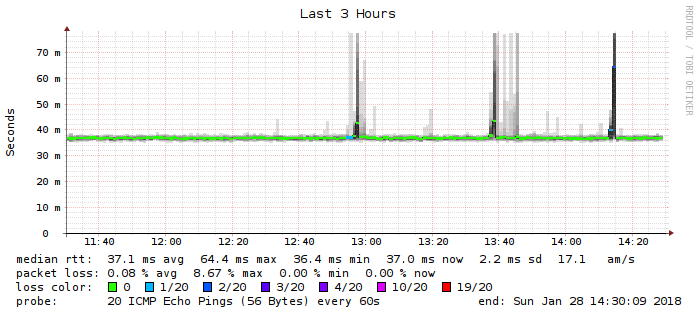 Last 3 Hours
RRDTOOL / TOBI OETIKER
Seconds
70 m
60 m
50 m
40 m
30 m
20 m
10 m
0
11:40 12:00 12:20 12:40 13:00 13:20 13:40 14:00 14:20
median rtt: 37.1 ms avg 64.4 ms max 36.4 ms min 37.0 ms now 2.2 ms sd 17.1 am/s
packet loss: 0.08 % avg 8.67 % max 0.00 % min 0.00 % now
loss color: 0 1/20 2/20 3/20 4/20 10/20 19/20
probe: 20 ICMP Echo Pings (56 Bytes) every 60s end: Sun Jan 28 14:30:09 2018